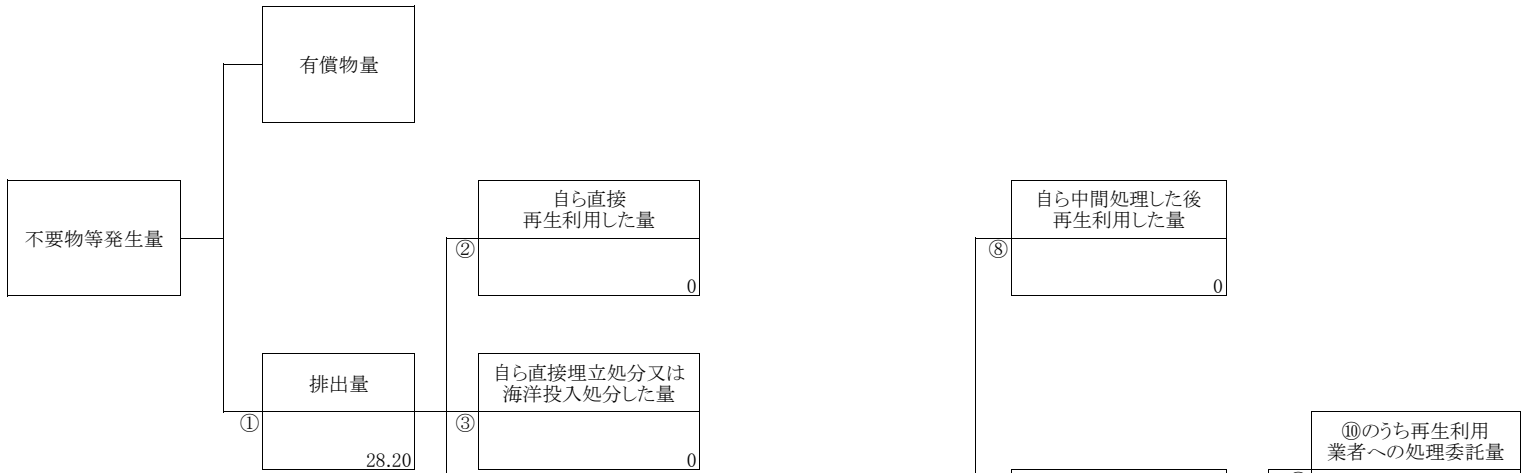 有償物量
不要物等発生量
自ら直接
再生利用した量
②
0
自ら中間処理した後
再生利用した量
⑧
0
排出量
①
28.20
自ら直接埋立処分又は
海洋投入処分した量
③
0
⑩のうち再生利用
業者への処理委託量